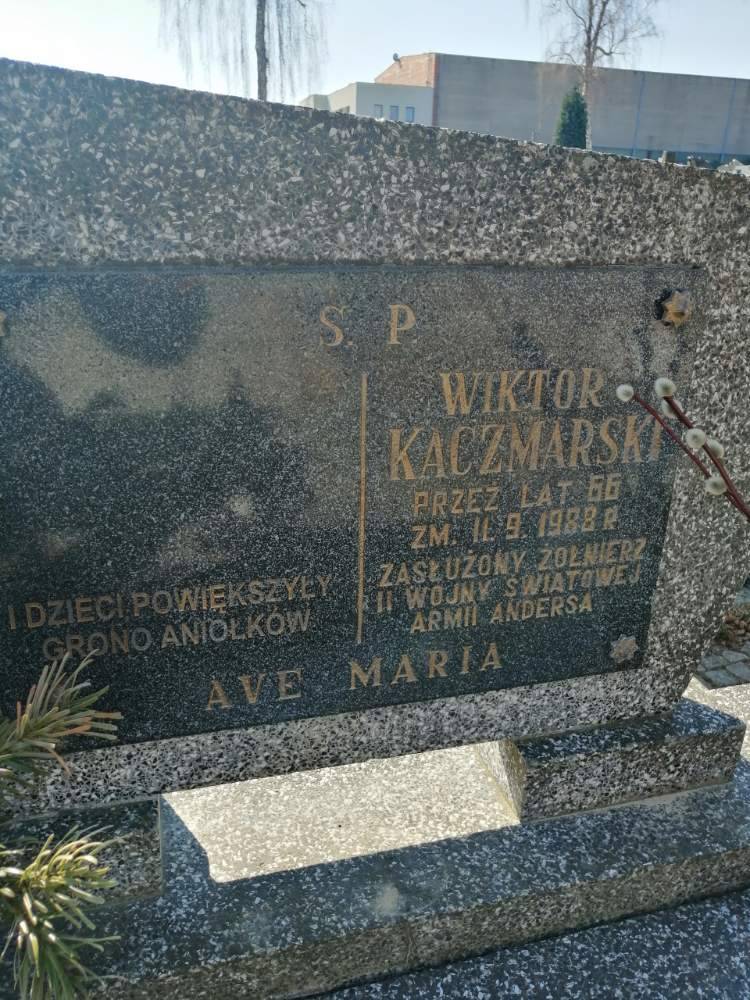 S. P.
WIKTOR
KACZMARSKI
PRZEŻ LAT 66
ZM. 11. 9. 1988 R
ZASŁUŻONY ŻOŁNIERZ
II WOJNY ŚWIATOWEJ
ARMII ANDERSA
I DZIECI POWIĘKSZYŁY
GRONO ANIOŁKÓW
AVE MARIA